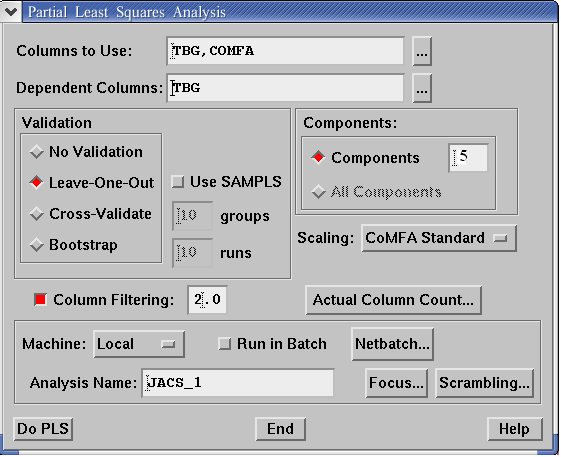 Partial Least Squares Analysis
Columns to Use: TBG,COMFA ...
Dependent Columns: TBG ...
Validation
No Validation
Leave-One-Out
Use SAMPLS
Cross-Validate
10 groups
Bootstrap
10 runs
Components:
Components 5
All Components
Scaling: CoMFA Standard
Column Filtering: 2.0
Actual Column Count...
Machine: Local
Run in Batch
Netbatch...
Analysis Name: JACS_1
Focus...
Scrambling...
Do PLS
End
Help